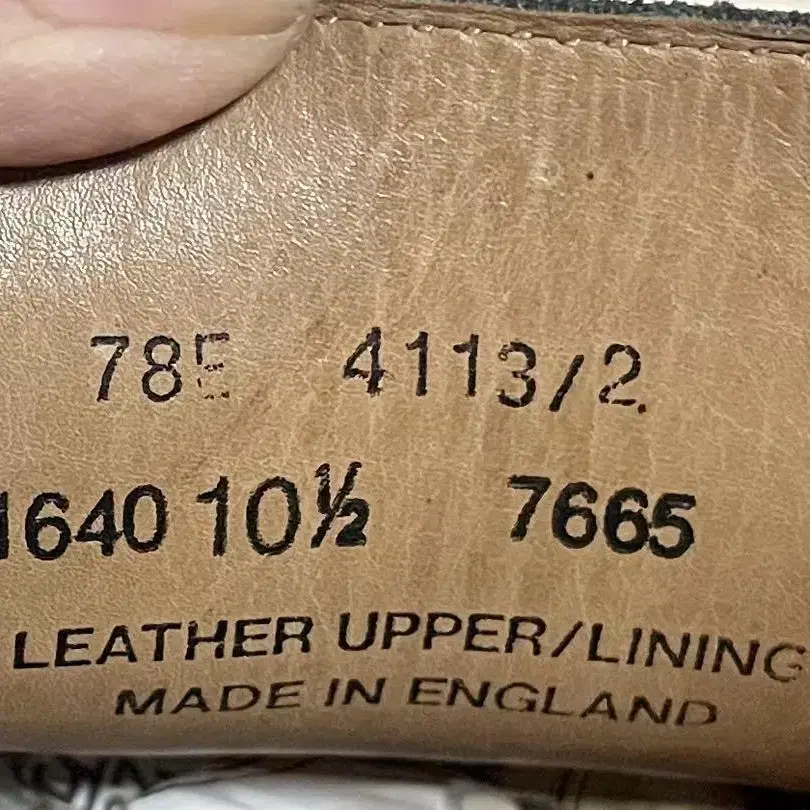 78E 4113/2
1640 10½ 7665
LEATHER UPPER/LINING
MADE IN ENGLAND